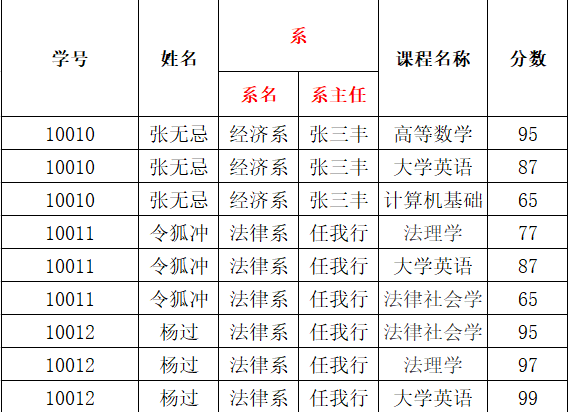 学号 姓名 系 课程名称 分数
系名 系主任
10010 张无忌 经济系 张三丰 高等数学 95
10010 张无忌 经济系 张三丰 大学英语 87
10010 张无忌 经济系 张三丰 计算机基础 65
10011 令狐冲 法律系 任我行 法理学 77
10011 令狐冲 法律系 任我行 大学英语 87
10011 令狐冲 法律系 任我行 法律社会学 65
10012 杨过 法律系 任我行 法律社会学 95
10012 杨过 法律系 任我行 法理学 97
10012 杨过 法律系 任我行 大学英语 99